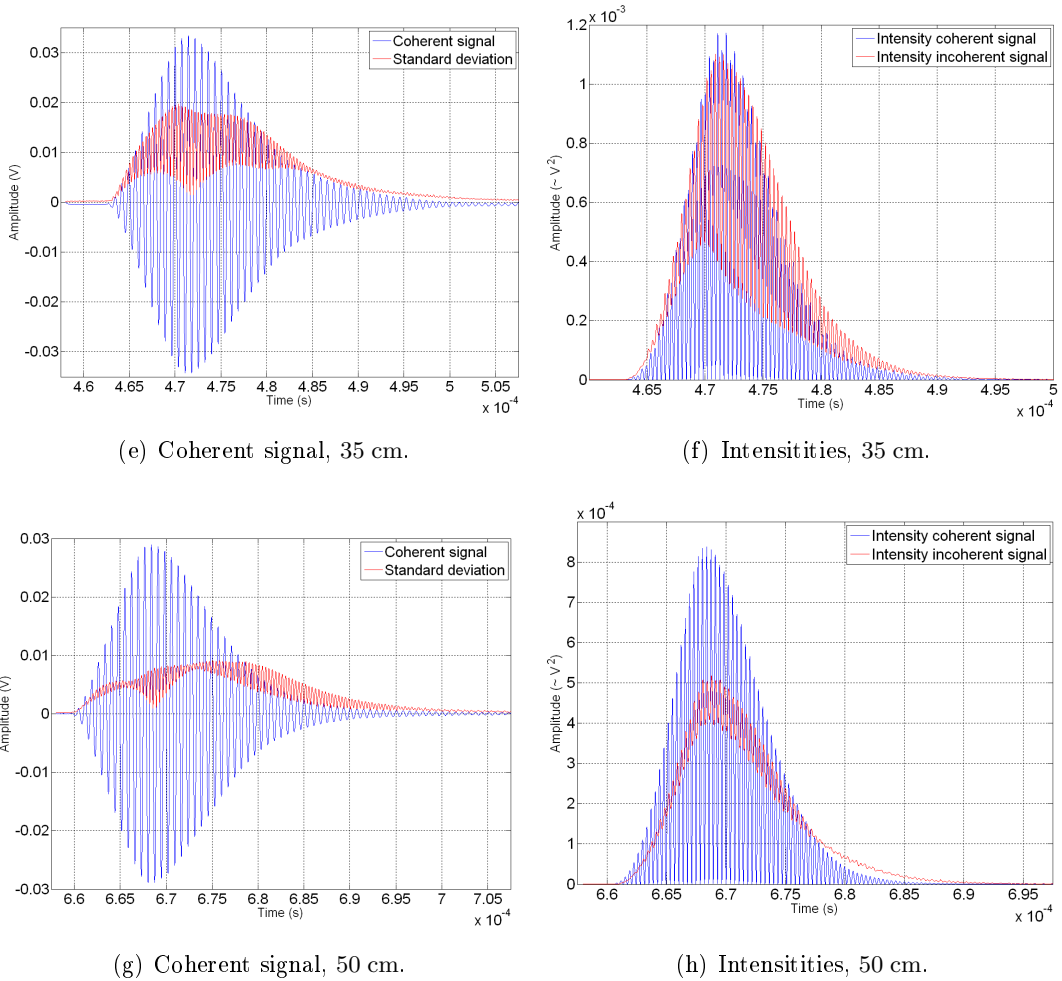 Coherent signal
Standard deviation
0.03
0.02
0.01
0
-0.01
-0.02
-0.03
Amplitude (V)
4.6 4.65 4.7 4.75 4.8 4.85 4.9 4.95 5 5.05
Time (s)
x 10^-4
(e) Coherent signal, 35 cm.
x 10^-3
Intensity coherent signal
Intensity incoherent signal
1.2
1
0.8
0.6
0.4
0.2
0
Amplitude (~ V^2)
4.65 4.7 4.75 4.8 4.85 4.9 4.95 5
Time (s)
x 10^-4
(f) Intensitities, 35 cm.
Coherent signal
Standard deviation
0.03
0.02
0.01
0
-0.01
-0.02
-0.03
Amplitude (V)
6.6 6.65 6.7 6.75 6.8 6.85 6.9 6.95 7 7.05
Time (s)
x 10^-4
(g) Coherent signal, 50 cm.
x 10^-4
Intensity coherent signal
Intensity incoherent signal
8
7
6
5
4
3
2
1
0
Amplitude (~ V^2)
6.6 6.65 6.7 6.75 6.8 6.85 6.9 6.95
Time (s)
x 10^-4
(h) Intensitities, 50 cm.